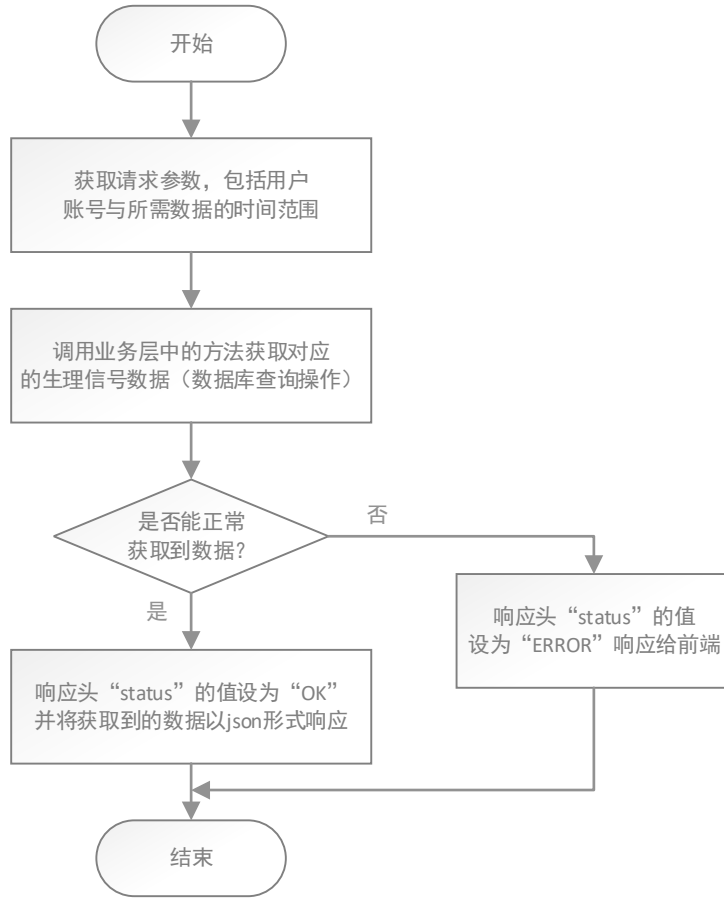 开始
获取请求参数，包括用户
账号与所需数据的时间范围
调用业务层中的方法获取对应
的生理信号数据（数据库查询操作）
是否能正常
获取到数据？
否
是
响应头“status”的值
设为“ERROR”响应给前端
响应头“status”的值设为“OK”
并将获取到的数据以json形式响应
结束